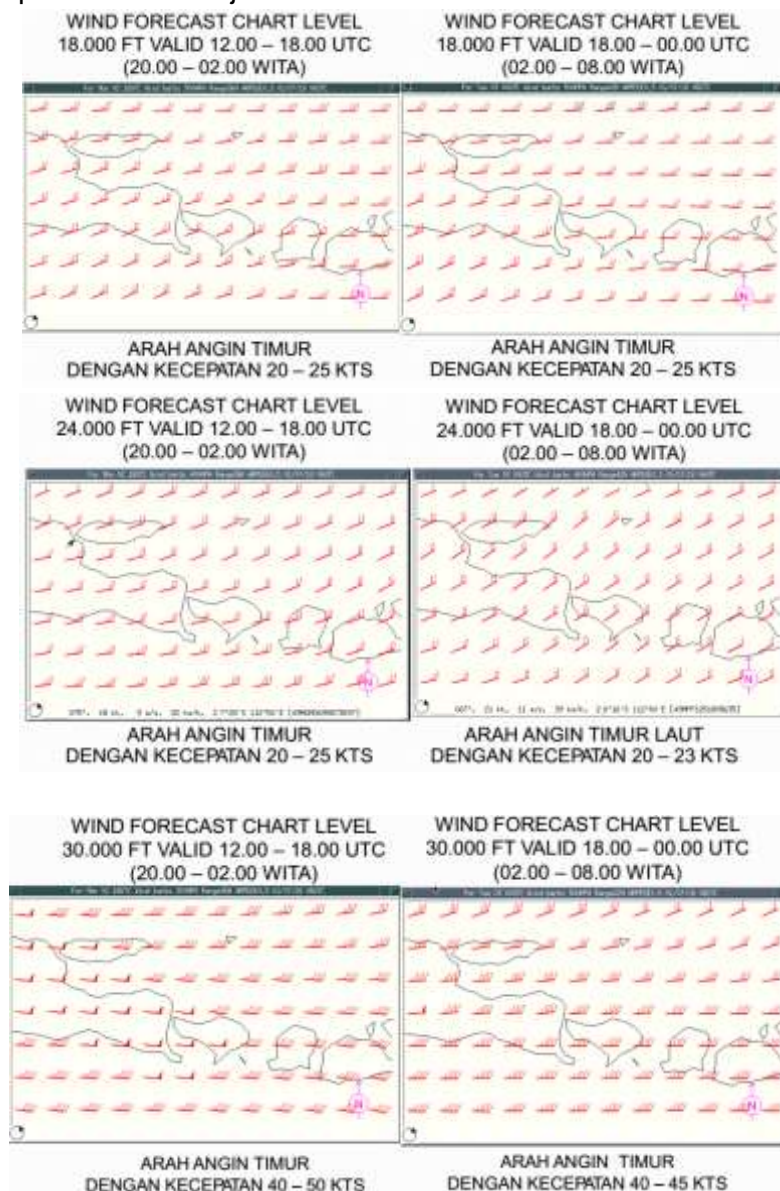 WIND FORECAST CHART LEVEL
18.000 FT VALID 12.00 – 18.00 UTC
(20.00 – 02.00 WITA)
WIND FORECAST CHART LEVEL
18.000 FT VALID 18.00 – 00.00 UTC
(02.00 – 08.00 WITA)
N
N
ARAH ANGIN TIMUR
DENGAN KECEPATAN 20 – 25 KTS
ARAH ANGIN TIMUR
DENGAN KECEPATAN 20 – 25 KTS
WIND FORECAST CHART LEVEL
24.000 FT VALID 12.00 – 18.00 UTC
(20.00 – 02.00 WITA)
WIND FORECAST CHART LEVEL
24.000 FT VALID 18.00 – 00.00 UTC
(02.00 – 08.00 WITA)
N
N
ARAH ANGIN TIMUR
DENGAN KECEPATAN 20 – 25 KTS
ARAH ANGIN TIMUR LAUT
DENGAN KECEPATAN 20 – 23 KTS
WIND FORECAST CHART LEVEL
30.000 FT VALID 12.00 – 18.00 UTC
(20.00 – 02.00 WITA)
WIND FORECAST CHART LEVEL
30.000 FT VALID 18.00 – 00.00 UTC
(02.00 – 08.00 WITA)
N
N
ARAH ANGIN TIMUR
DENGAN KECEPATAN 40 – 50 KTS
ARAH ANGIN TIMUR
DENGAN KECEPATAN 40 – 45 KTS